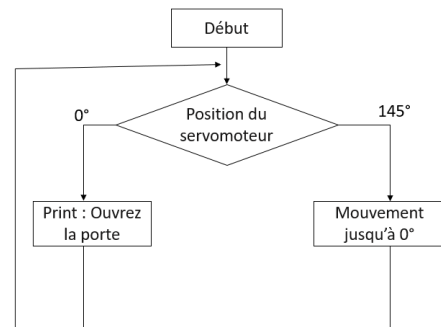 Début
0°
Position du
servomoteur
145°
Print : Ouvrez
la porte
Mouvement
jusqu'à 0°